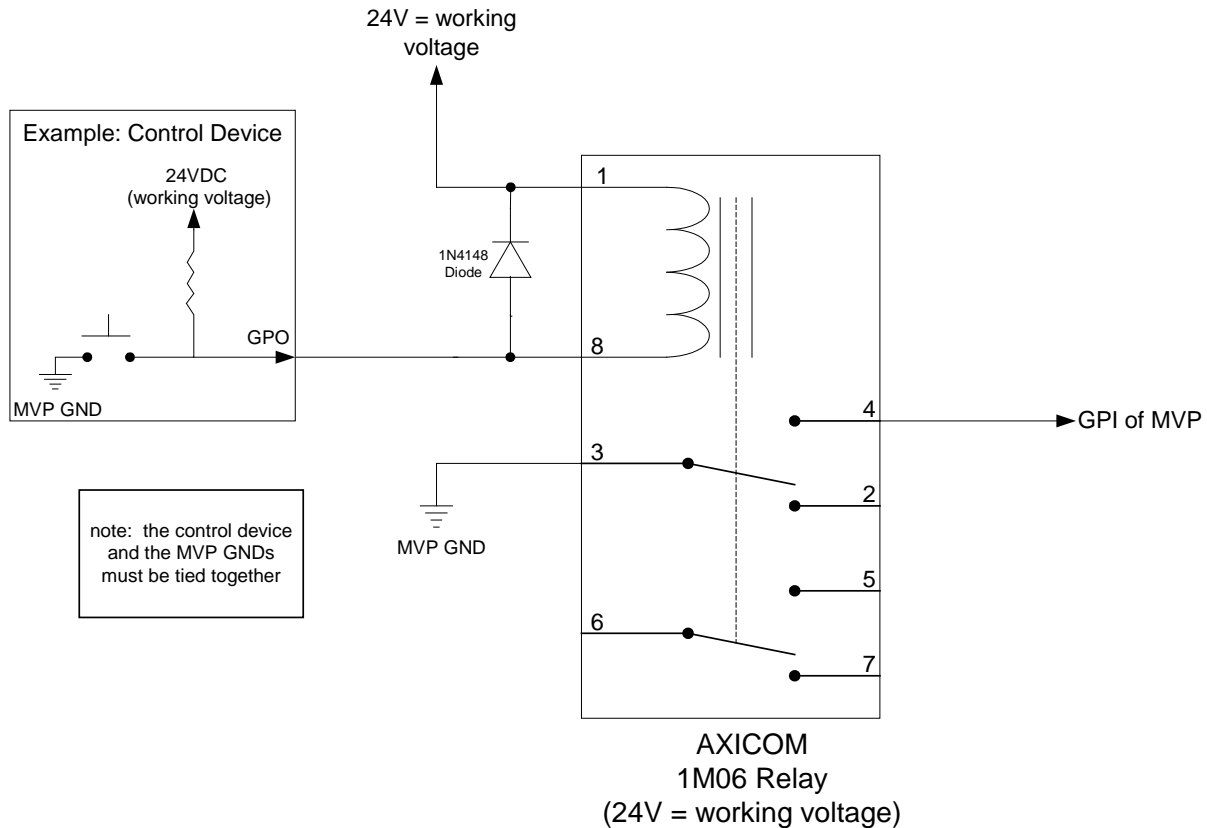 24V = working
voltage
Example: Control Device
24VDC
(working voltage)
GPO
MVP GND
1N4148
Diode
1
8
3
6
4
2
5
7
GPI of MVP
MVP GND
note: the control device
and the MVP GNDs
must be tied together
AXICOM
1M06 Relay
(24V = working voltage)